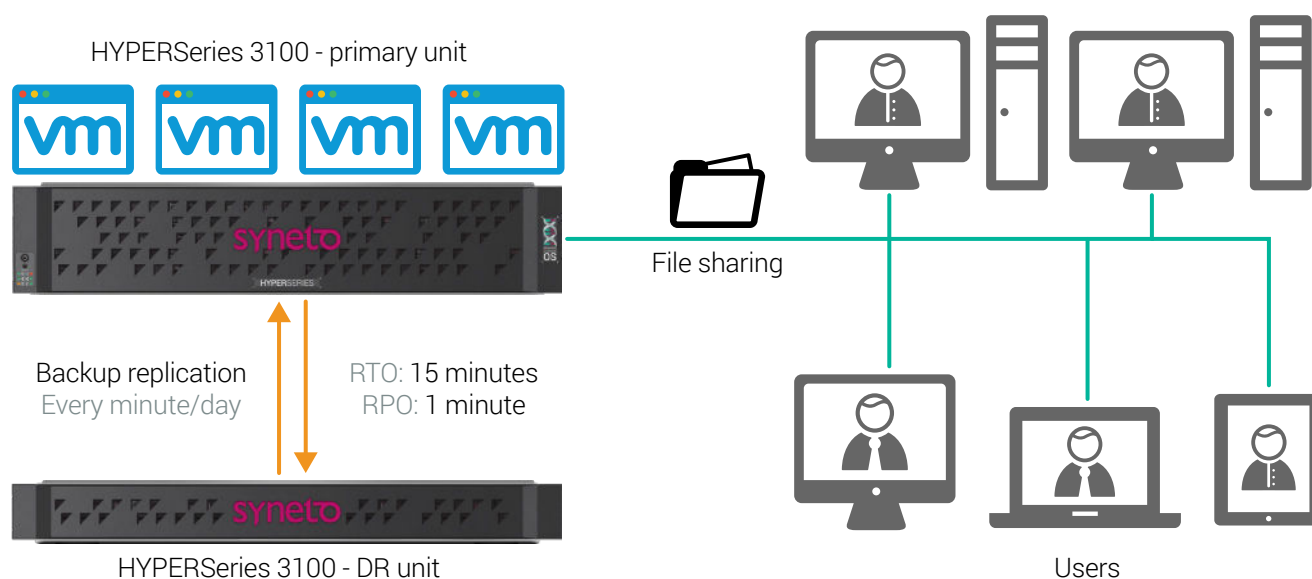 HYPERSeries 3100 - primary unit
vm vm vm vm
syneto
OS
HYPERSERIES
File sharing
Backup replication
Every minute/day
RTO: 15 minutes
RPO: 1 minute
syneto
HYPERSeries 3100 - DR unit
Users